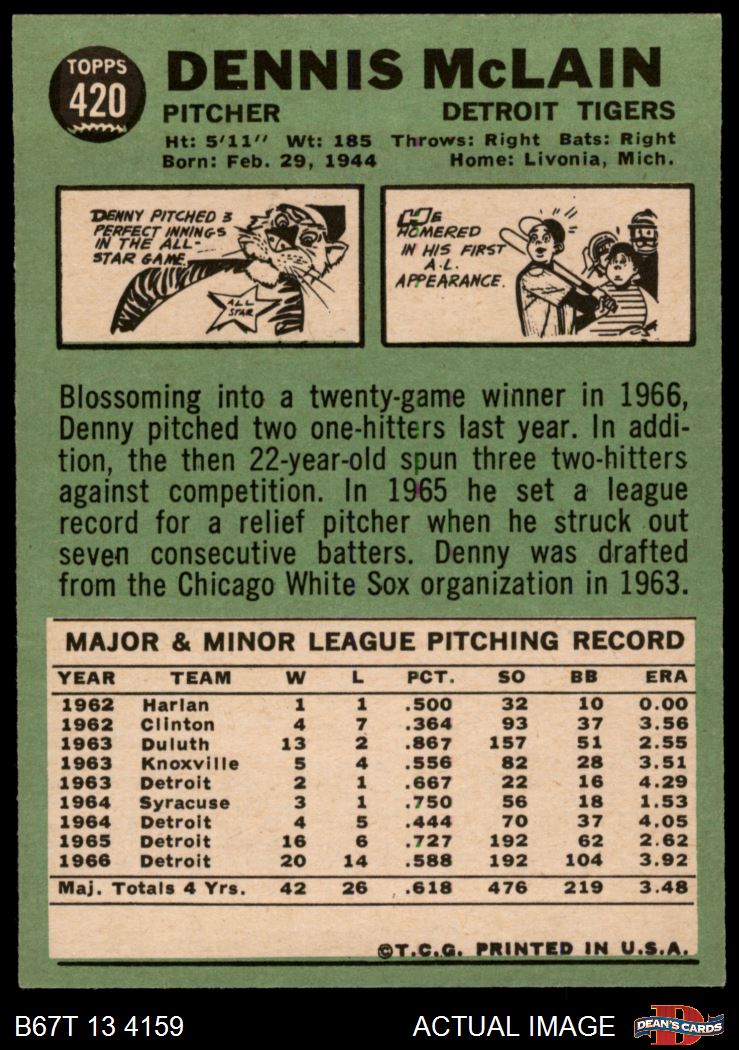 TOPPS
420
DENNIS McLAIN
PITCHER DETROIT TIGERS
Ht: 5'11" Wt: 185 Throws: Right Bats: Right
Born: Feb. 29, 1944 Home: Livonia, Mich.
DENNY PITCHED 3
PERFECT INNINGS
IN THE ALL-
STAR GAME.
ALL
STAR
HE
HOMERED
IN HIS FIRST
A.L.
APPEARANCE.
Blossoming into a twenty-game winner in 1966,
Denny pitched two one-hitters last year. In addi-
tion, the then 22-year-old spun three two-hitters
against competition. In 1965 he set a league
record for a relief pitcher when he struck out
seven consecutive batters. Denny was drafted
from the Chicago White Sox organization in 1963.
MAJOR & MINOR LEAGUE PITCHING RECORD
YEAR TEAM W L PCT. SO BB ERA
1962 Harlan 1 1 .500 32 10 0.00
1962 Clinton 4 7 .364 93 37 3.56
1963 Duluth 13 2 .867 157 51 2.55
1963 Knoxville 5 4 .556 82 28 3.51
1963 Detroit 2 1 .667 22 16 4.29
1964 Syracuse 3 1 .750 56 18 1.53
1964 Detroit 4 5 .444 70 37 4.05
1965 Detroit 16 6 .727 192 62 2.62
1966 Detroit 20 14 .588 192 104 3.92
Maj. Totals 4 Yrs. 42 26 .618 476 219 3.48
©T.C.G. PRINTED IN U.S.A.
B67T 13 4159 ACTUAL IMAGE
DEAN'S CARDS